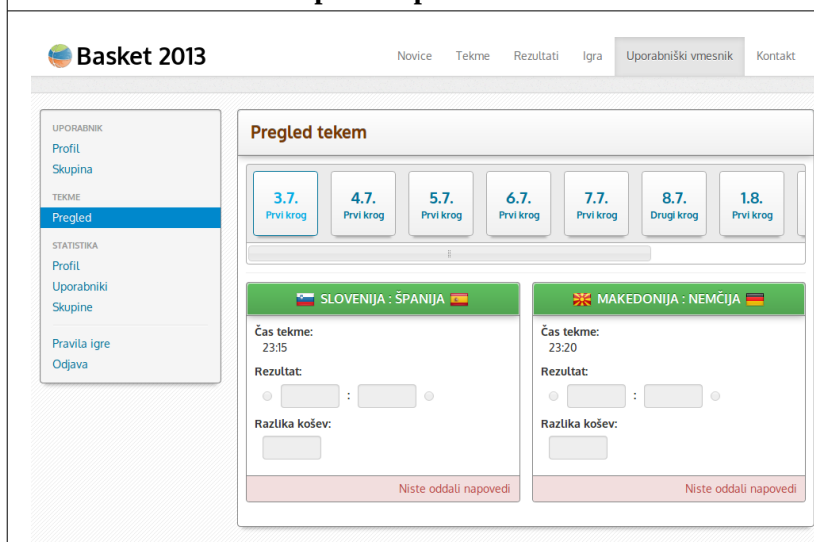 Basket 2013
Novice Tekme Rezultati Igra Uporabniški vmesnik Kontakt
UPORABNIK
Profil
Skupina
TEKME
Pregled
STATISTIKA
Profil
Uporabniki
Skupine
Pravila igre
Odjava
Pregled tekem
3.7. 4.7. 5.7. 6.7. 7.7. 8.7. 1.8.
Prvi krog Prvi krog Prvi krog Prvi krog Prvi krog Drugi krog Prvi krog
SLOVENIJA : ŠPANIJA
Čas tekme:
23:15
Rezultat:
:
Razlika košev:
Niste oddali napovedi
MAKEDONIJA : NEMČIJA
Čas tekme:
23:20
Rezultat:
:
Razlika košev:
Niste oddali napovedi